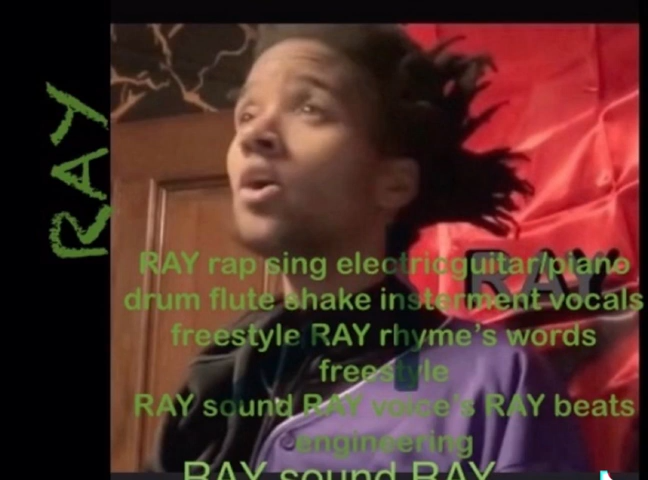 RAY
RAY rap sing electricguitar/piano
RAY
drum flute shake insterment vocals
freestyle RAY rhyme's words
freestyle
RAY sound RAY voice's RAY beats
engineering
RAY sound RAY